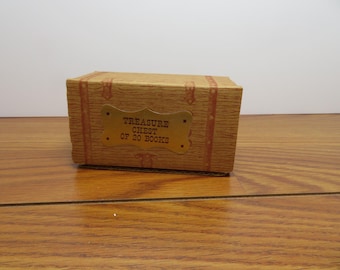 TREASURE
CHEST
OF 20 BOOKS